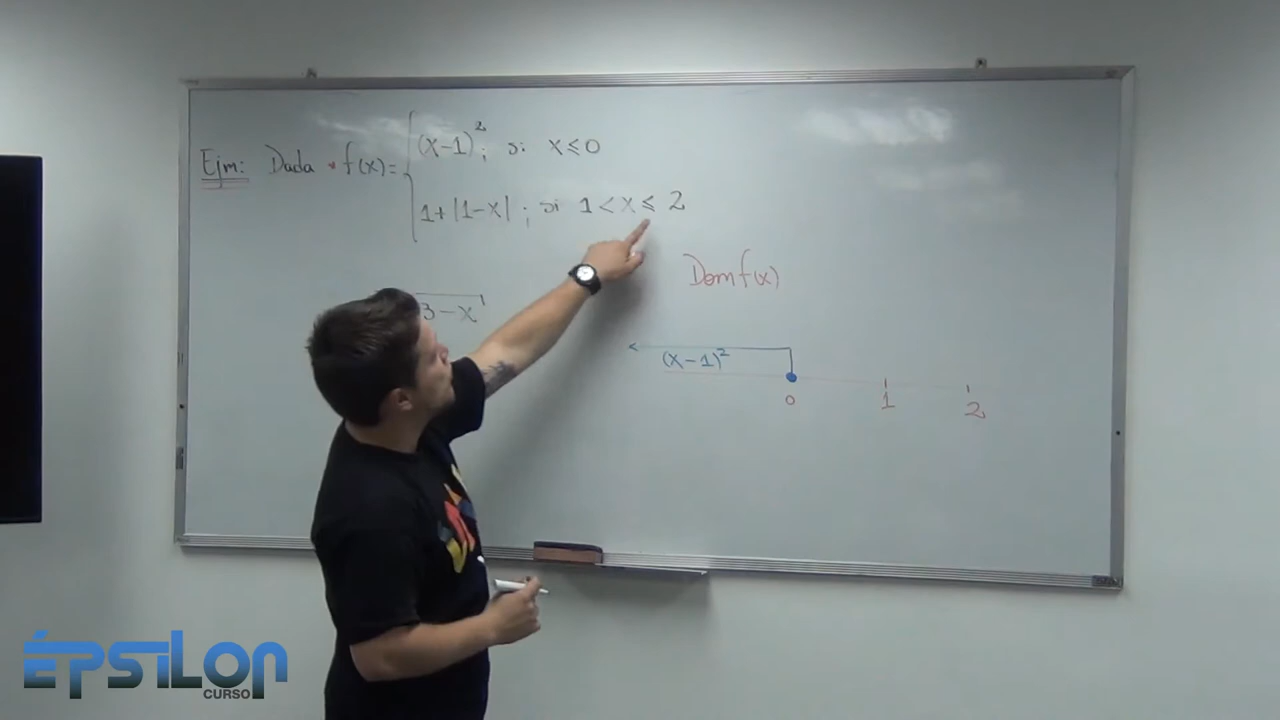 (x-1)²; si x≤0
Ejm: Dada • f(x)=
1+|1-x| ; si 1<x≤2
Dom f(x)
3-x
(x-1)²
0 1 2
ÉPSILON
CURSO